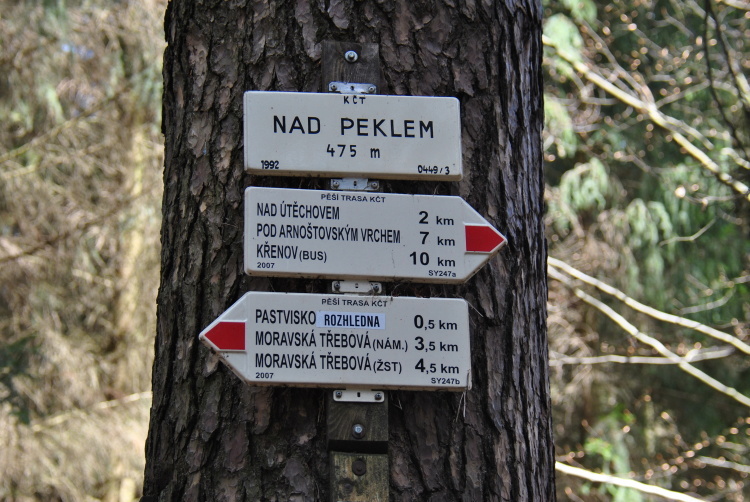 KČT
NAD PEKLEM
475 m
1992 0449/3
PĚŠÍ TRASA KČT
NAD ÚTĚCHOVEM 2 KM
POD ARNOŠTOVSKÝM VRCHEM 7 KM
KŘENOV (BUS) 10 KM
2007 SY247a
PĚŠÍ TRASA KČT
PASTVISKO ROZHLEDNA 0,5 KM
MORAVSKÁ TŘEBOVÁ (NÁM.) 3,5 KM
MORAVSKÁ TŘEBOVÁ (ŽST) 4,5 KM
2007 SY247b